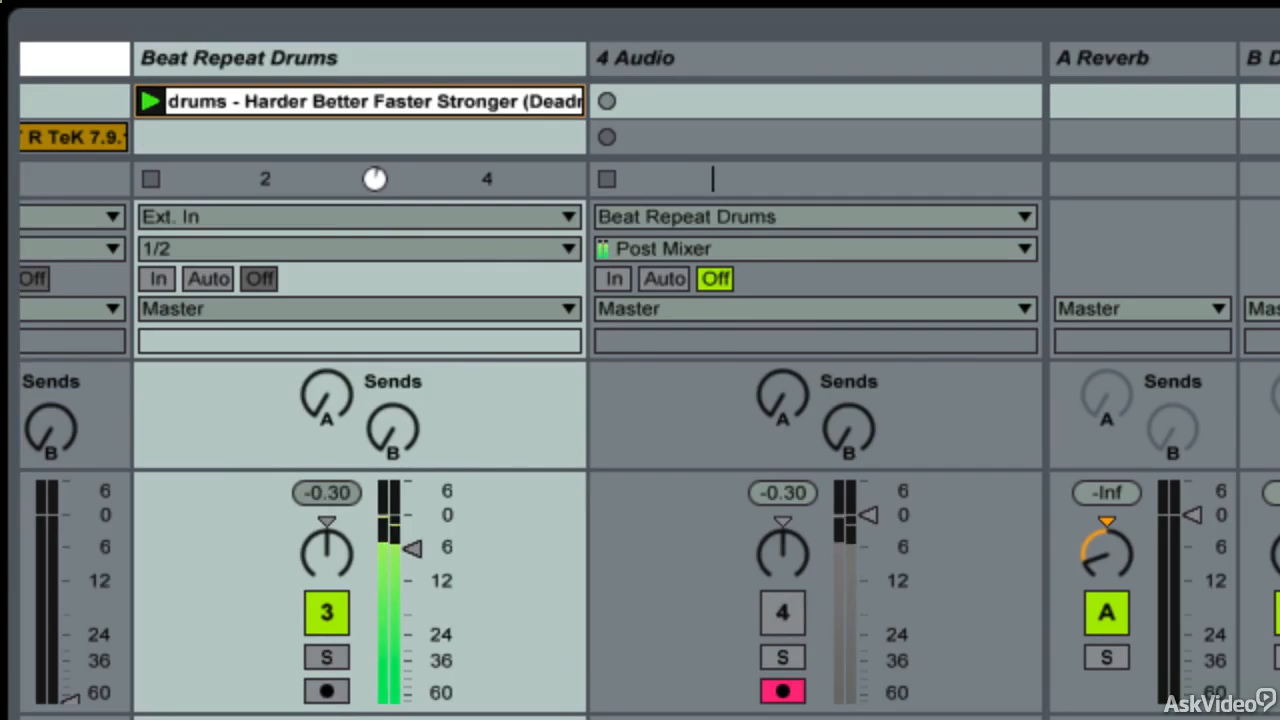 Beat Repeat Drums 4 Audio A Reverb B D
drums - Harder Better Faster Stronger (Deadr
R TeK 7.9.
2 4
Ext. In Beat Repeat Drums
1/2 Post Mixer
Off In Auto Off In Auto Off
Master Master Master Mas
Sends A Sends A Sends A Sends
B B B B
6 -0.30 6 -0.30 6 -Inf 6
0 0 0 0
6 6 6 6
12 12 12 12
3 4 A
24 24 24 24
S S S
36 36 36 36
60 60 60 60
AskVideo